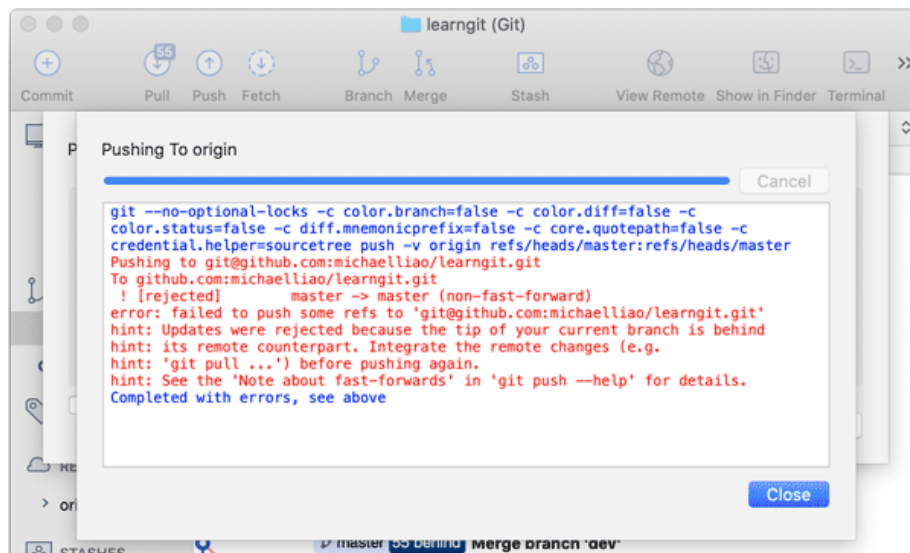 learngit (Git)
55
Commit Pull Push Fetch Branch Merge Stash View Remote Show in Finder Terminal
P
Pushing To origin
Cancel
git --no-optional-locks -c color.branch=false -c color.diff=false -c
color.status=false -c diff.mnemonicprefix=false -c core.quotepath=false -c
credential.helper=sourcetree push -v origin refs/heads/master:refs/heads/master
Pushing to git@github.com:michaelliao/learngit.git
To github.com:michaelliao/learngit.git
! [rejected] master -> master (non-fast-forward)
error: failed to push some refs to 'git@github.com:michaelliao/learngit.git'
hint: Updates were rejected because the tip of your current branch is behind
hint: its remote counterpart. Integrate the remote changes (e.g.
hint: 'git pull ...') before pushing again.
hint: See the 'Note about fast-forwards' in 'git push --help' for details.
Completed with errors, see above
Close
RE
ori
STASHES master 55 behind Merge branch 'dev'